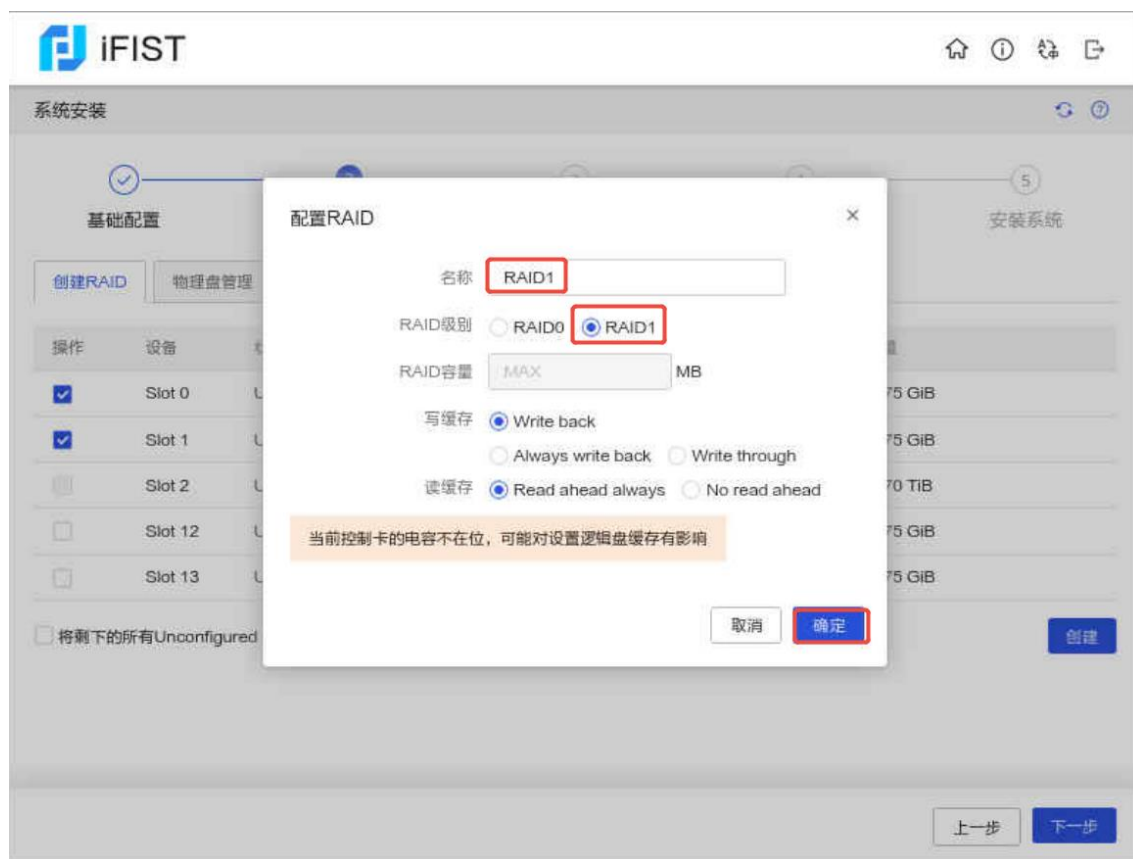 iFIST
系统安装
5
基础配置
安装系统
配置RAID
名称 RAID1
RAID级别 RAID0 RAID1
RAID容量 MAX MB
写缓存 Write back
Always write back Write through
读缓存 Read ahead always No read ahead
当前控制卡的电容不在位，可能对设置逻辑盘缓存有影响
取消 确定
创建RAID 物理盘管理
操作 设备
Slot 0 75 GiB
Slot 1 75 GiB
Slot 2 70 TiB
Slot 12 75 GiB
Slot 13 75 GiB
将剩下的所有Unconfigured 创建
上一步 下一步